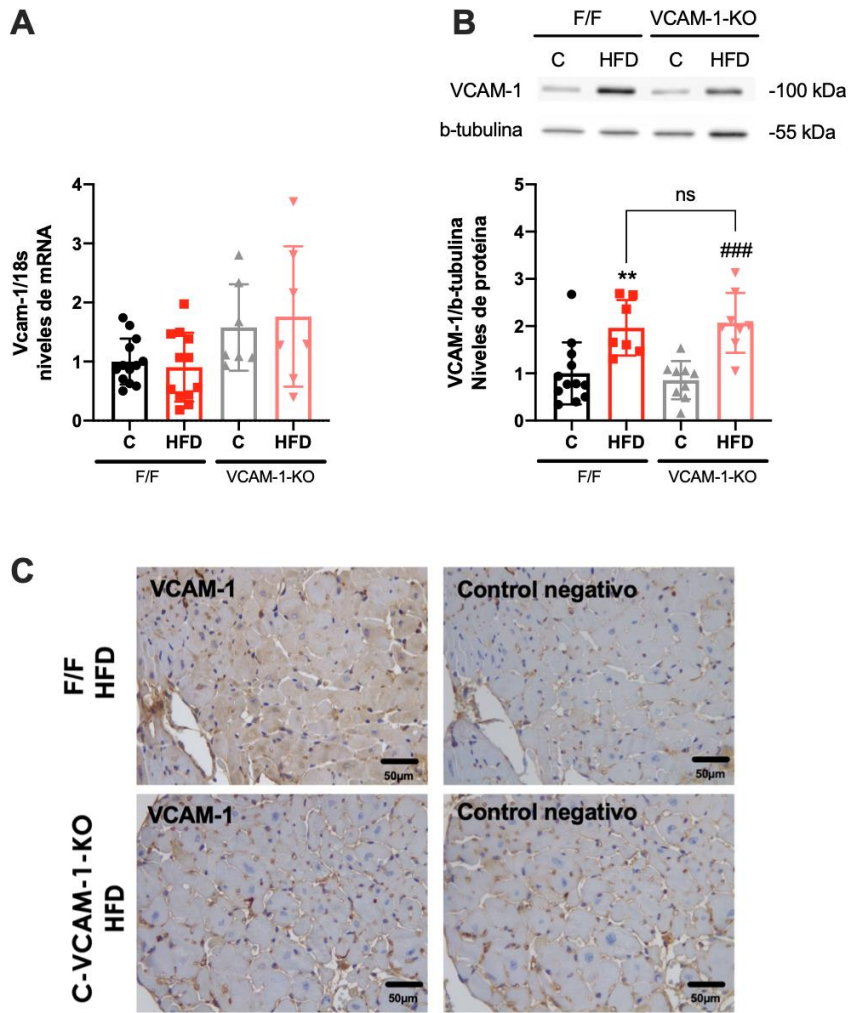 A
Vcam-1/18s
niveles de mRNA
4
3
2
1
0
C
HFD
C
HFD
F/F
VCAM-1-KO
B
F/F
VCAM-1-KO
C
HFD
C
HFD
VCAM-1
-100 kDa
b-tubulina
-55 kDa
VCAM-1/b-tubulina
Niveles de proteína
5
4
3
2
1
0
**
ns
###
C
HFD
C
HFD
F/F
VCAM-1-KO
C
F/F
HFD
VCAM-1
50µm
Control negativo
50µm
C-VCAM-1-KO
HFD
VCAM-1
50µm
Control negativo
50µm